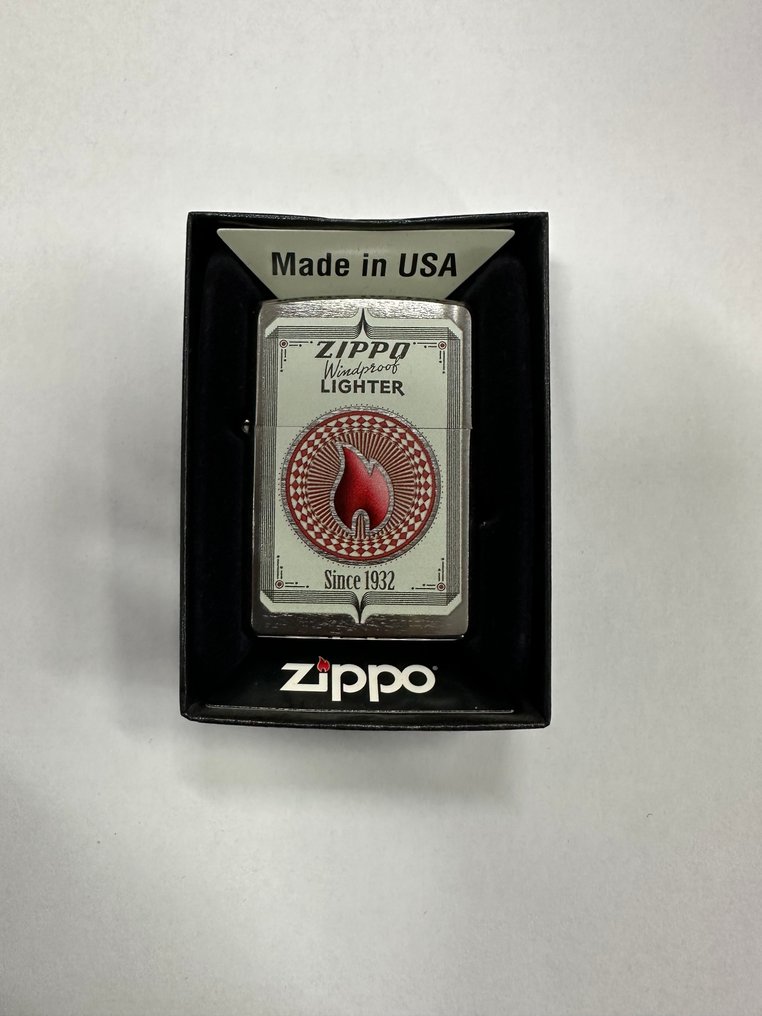 Made in USA
ZIPPO
Windproof
LIGHTER
Since 1932
zippo®